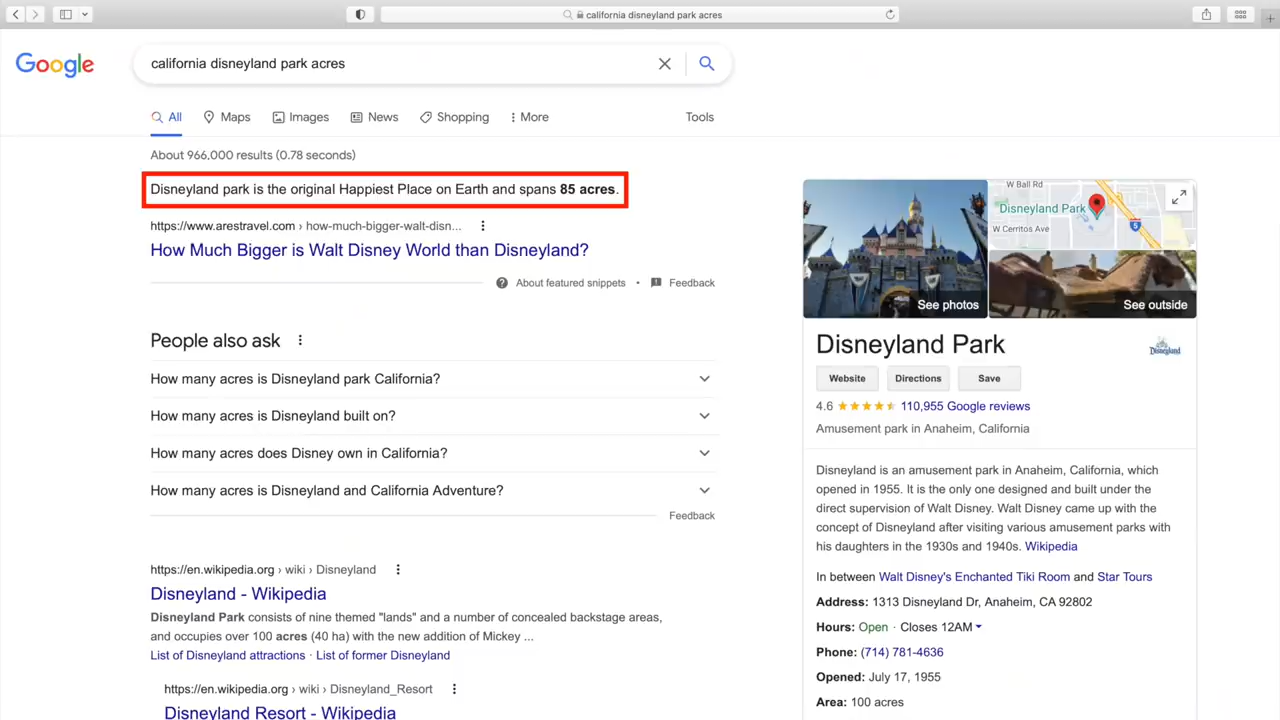 california disneyland park acres
Google
california disneyland park acres
All
Maps
Images
News
Shopping
More
Tools
About 966,000 results (0.78 seconds)
Disneyland park is the original Happiest Place on Earth and spans 85 acres.
https://www.arestravel.com › how-much-bigger-walt-disn...
How Much Bigger is Walt Disney World than Disneyland?
About featured snippets • Feedback
People also ask
How many acres is Disneyland park California?
How many acres is Disneyland built on?
How many acres does Disney own in California?
How many acres is Disneyland and California Adventure?
Feedback
https://en.wikipedia.org › wiki › Disneyland
Disneyland - Wikipedia
Disneyland Park consists of nine themed "lands" and a number of concealed backstage areas,
and occupies over 100 acres (40 ha) with the new addition of Mickey ...
List of Disneyland attractions · List of former Disneyland
https://en.wikipedia.org › wiki › Disneyland_Resort
Disneyland Resort - Wikipedia
See photos
W Ball Rd
Disneyland Park
W Cerritos Ave
5
See outside
Disneyland Park
Disneyland
Website
Directions
Save
4.6 110,955 Google reviews
Amusement park in Anaheim, California
Disneyland is an amusement park in Anaheim, California, which
opened in 1955. It is the only one designed and built under the
direct supervision of Walt Disney. Walt Disney came up with the
concept of Disneyland after visiting various amusement parks with
his daughters in the 1930s and 1940s. Wikipedia
In between Walt Disney's Enchanted Tiki Room and Star Tours
Address: 1313 Disneyland Dr, Anaheim, CA 92802
Hours: Open · Closes 12AM
Phone: (714) 781-4636
Opened: July 17, 1955
Area: 100 acres